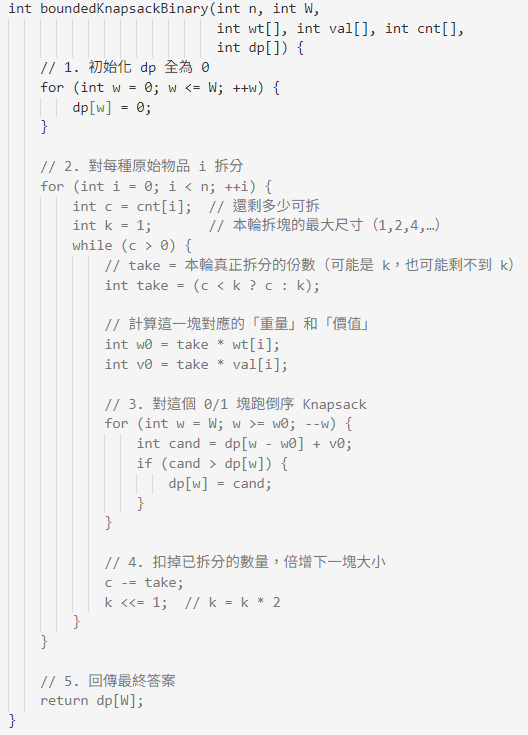 int boundedKnapsackBinary(int n, int W,
                          int wt[], int val[], int cnt[],
                          int dp[]) {
    // 1. 初始化 dp 全為 0
    for (int w = 0; w <= W; ++w) {
        dp[w] = 0;
    }

    // 2. 對每種原始物品 i 拆分
    for (int i = 0; i < n; ++i) {
        int c = cnt[i];  // 還剩多少可拆
        int k = 1;       // 本輪拆塊的最大尺寸（1,2,4,…）
        while (c > 0) {
            // take = 本輪真正拆分的份數（可能是 k，也可能剩不到 k）
            int take = (c < k ? c : k);

            // 計算這一塊對應的「重量」和「價值」
            int w0 = take * wt[i];
            int v0 = take * val[i];

            // 3. 對這個 0/1 塊跑倒序 Knapsack
            for (int w = W; w >= w0; --w) {
                int cand = dp[w - w0] + v0;
                if (cand > dp[w]) {
                    dp[w] = cand;
                }
            }

            // 4. 扣掉已拆分的數量，倍增下一塊大小
            c -= take;
            k <<= 1;  // k = k * 2
        }
    }

    // 5. 回傳最終答案
    return dp[W];
}